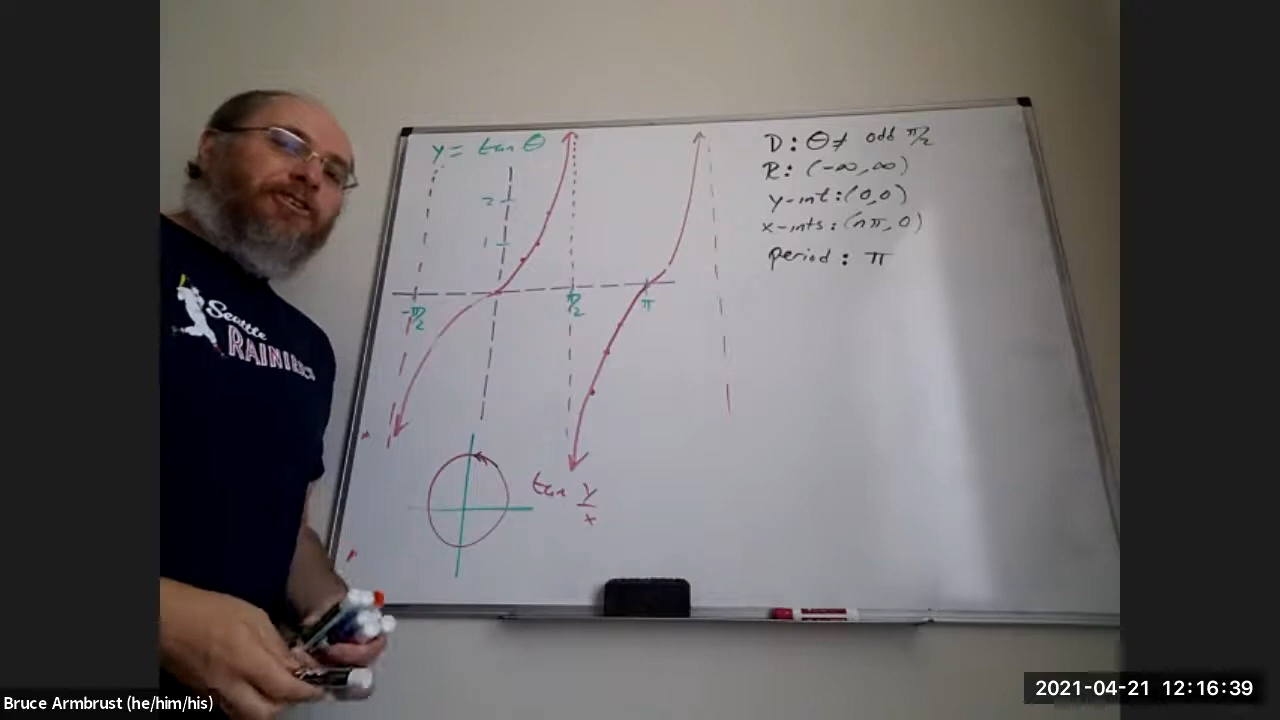 y = tan θ
2
1
-π/2
π/2
π
tan y/x
D: θ ≠ odd π/2
R: (-∞, ∞)
y-int: (0,0)
x-ints: (nπ, 0)
period: π
Seattle
RAINIERS
Bruce Armbrust (he/him/his)
2021-04-21 12:16:39